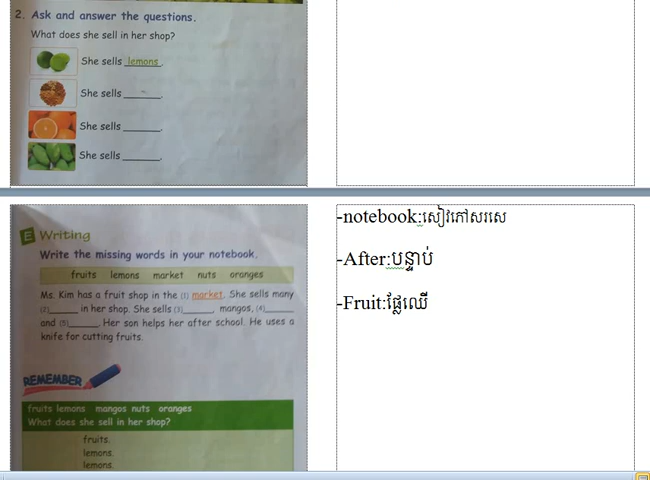 2. Ask and answer the questions.
What does she sell in her shop?
She sells lemons.
She sells ______.
She sells ______.
She sells ______.
E Writing
Write the missing words in your notebook.
fruits lemons market nuts oranges
Ms. Kim has a fruit shop in the (1) market. She sells many
(2)______ in her shop. She sells (3)______, mangos, (4)______
and (5)______. Her son helps her after school. He uses a
knife for cutting fruits.
REMEMBER
fruits lemons mangos nuts oranges
What does she sell in her shop?
fruits.
lemons.
lemons.
-notebook:សៀវភៅសរសេ
-After:បន្ទាប់
-Fruit:ផ្លែឈើ